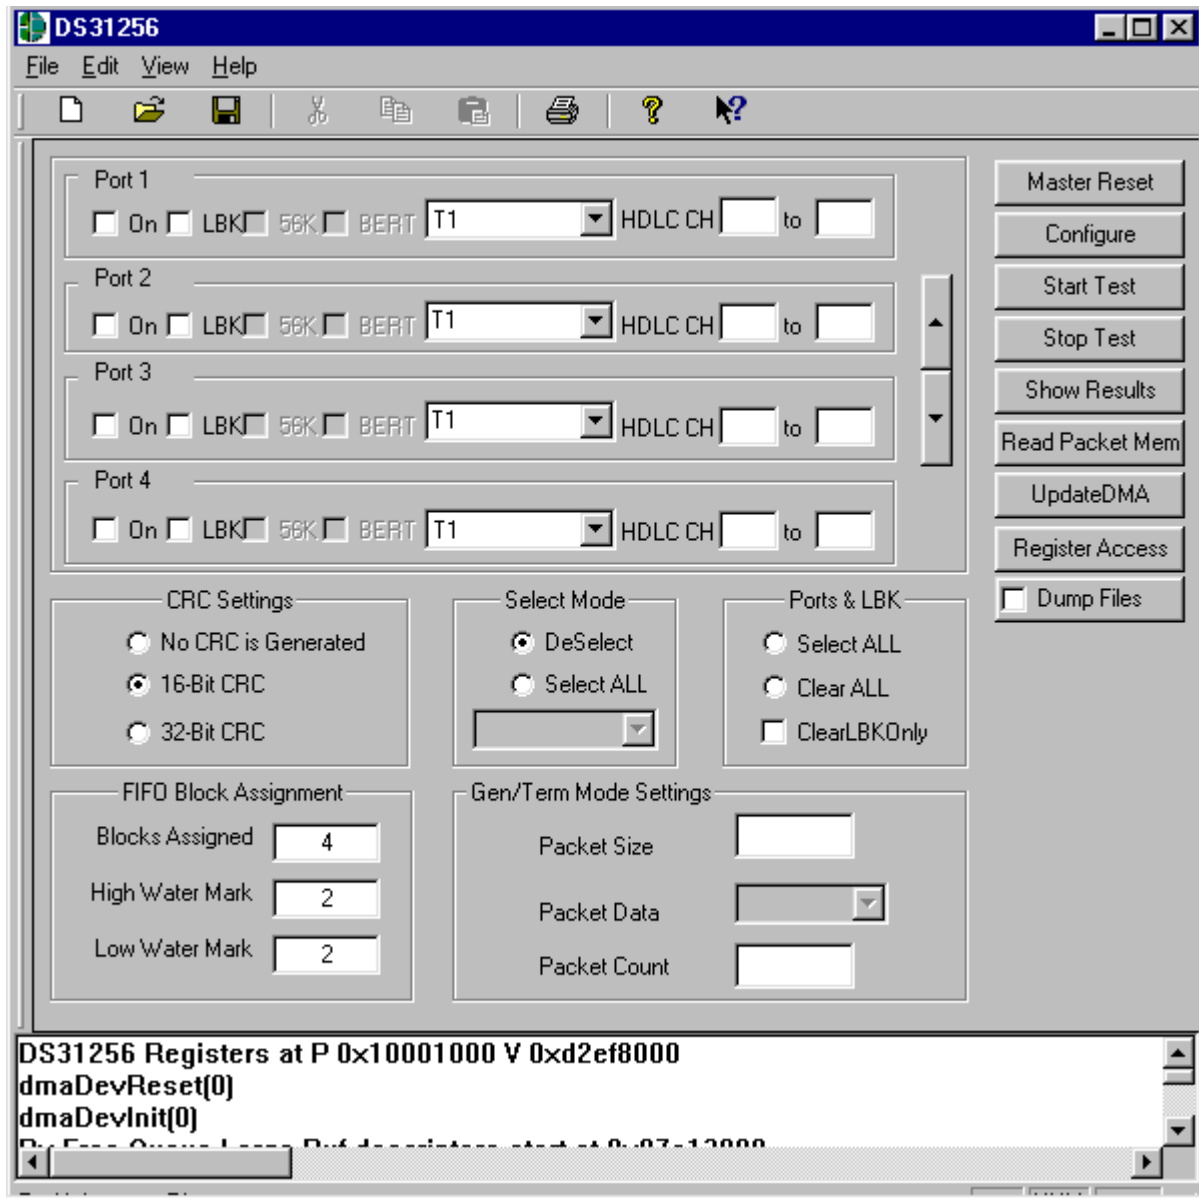 DS31256
File Edit View Help
Port 1
On LBK 56K BERT T1 HDLC CH to
Port 2
On LBK 56K BERT T1 HDLC CH to
Port 3
On LBK 56K BERT T1 HDLC CH to
Port 4
On LBK 56K BERT T1 HDLC CH to
Master Reset
Configure
Start Test
Stop Test
Show Results
Read Packet Mem
UpdateDMA
Register Access
Dump Files
CRC Settings
No CRC is Generated
16-Bit CRC
32-Bit CRC
Select Mode
DeSelect
Select ALL
Ports & LBK
Select ALL
Clear ALL
ClearLBKOnly
FIFO Block Assignment
Blocks Assigned 4
High Water Mark 2
Low Water Mark 2
Gen/Term Mode Settings
Packet Size
Packet Data
Packet Count
DS31256 Registers at P 0x10001000 V 0xd2ef8000
dmaDevReset(0)
dmaDevInit(0)